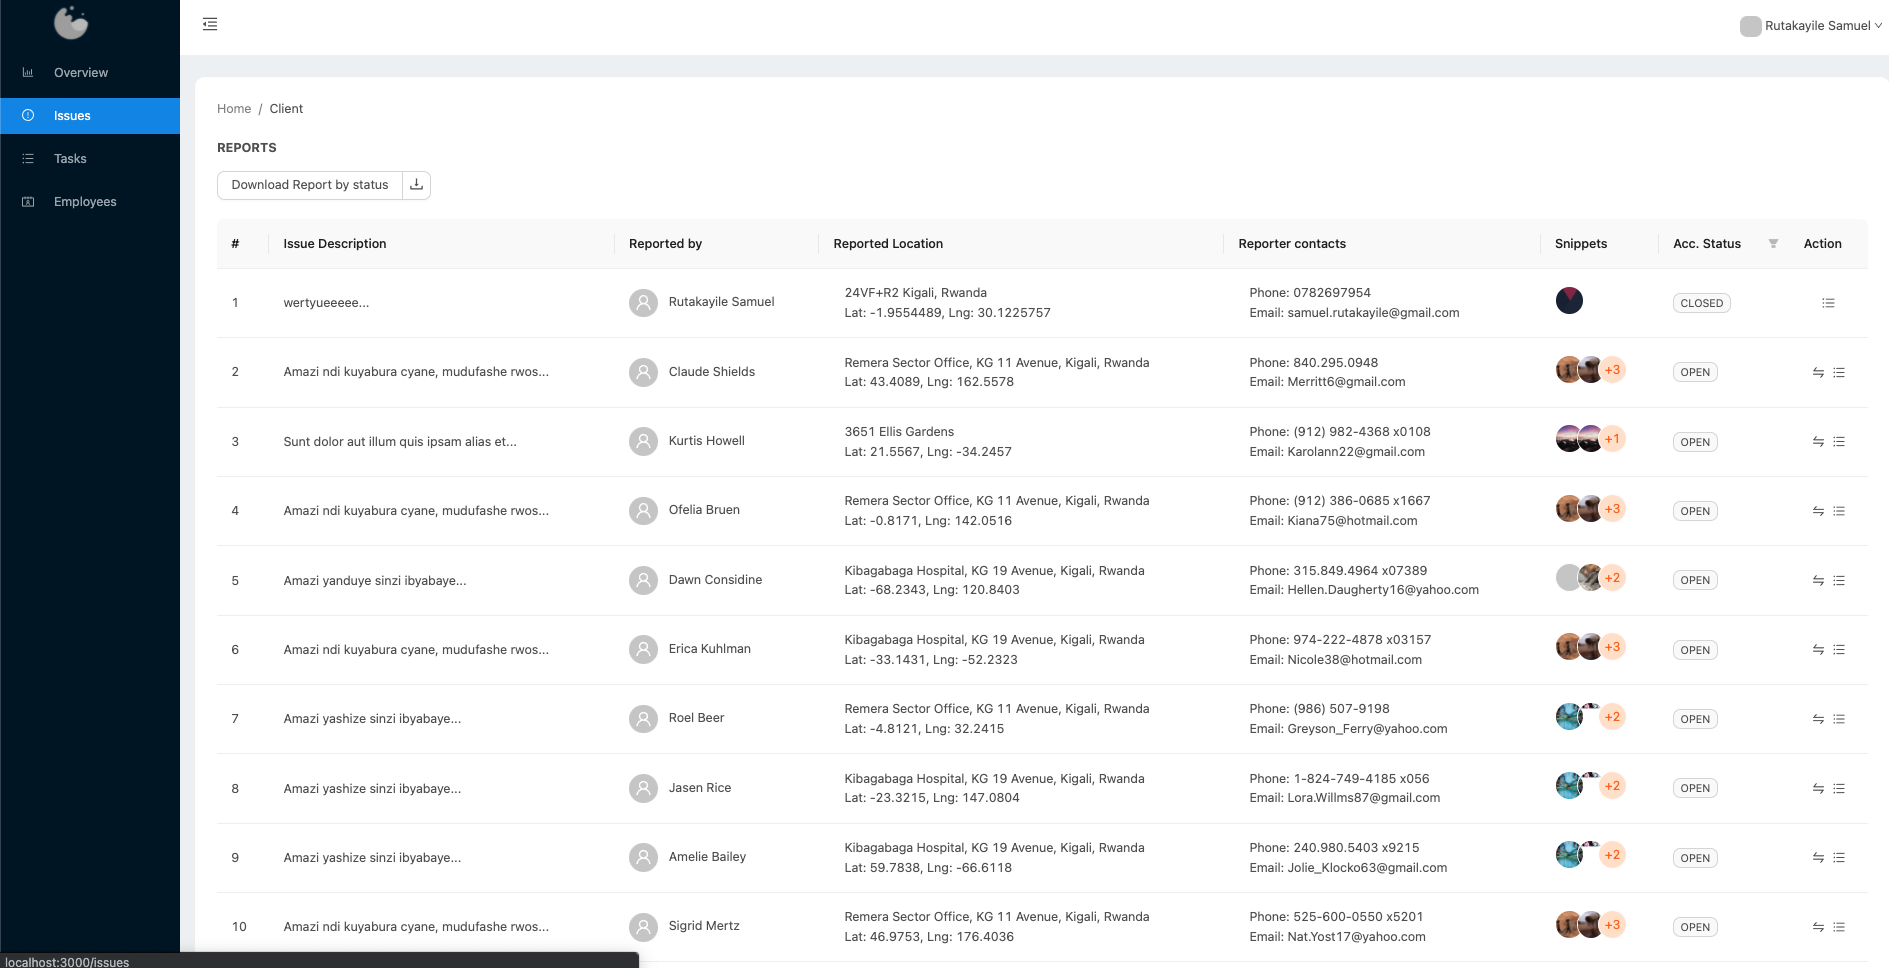 Rutakayile Samuel
Overview
Issues
Tasks
Employees
Home / Client
REPORTS
Download Report by status
# Issue Description Reported by Reported Location Reporter contacts Snippets Acc. Status Action
1 wertyueeeee... Rutakayile Samuel 24VF+R2 Kigali, Rwanda Phone: 0782697954 CLOSED
Lat: -1.9554489, Lng: 30.1225757 Email: samuel.rutakayile@gmail.com
2 Amazi ndi kuyabura cyane, mudufashe rwos... Claude Shields Remera Sector Office, KG 11 Avenue, Kigali, Rwanda Phone: 840.295.0948 +3 OPEN
Lat: 43.4089, Lng: 162.5578 Email: Merritt6@gmail.com
3 Sunt dolor aut illum quis ipsam alias et... Kurtis Howell 3651 Ellis Gardens Phone: (912) 982-4368 x0108 +1 OPEN
Lat: 21.5567, Lng: -34.2457 Email: Karolann22@gmail.com
4 Amazi ndi kuyabura cyane, mudufashe rwos... Ofelia Bruen Remera Sector Office, KG 11 Avenue, Kigali, Rwanda Phone: (912) 386-0685 x1667 +3 OPEN
Lat: -0.8171, Lng: 142.0516 Email: Kiana75@hotmail.com
5 Amazi yanduye sinzi ibyabaye... Dawn Considine Kibagabaga Hospital, KG 19 Avenue, Kigali, Rwanda Phone: 315.849.4964 x07389 +2 OPEN
Lat: -68.2343, Lng: 120.8403 Email: Hellen.Daugherty16@yahoo.com
6 Amazi ndi kuyabura cyane, mudufashe rwos... Erica Kuhlman Kibagabaga Hospital, KG 19 Avenue, Kigali, Rwanda Phone: 974-222-4878 x03157 +3 OPEN
Lat: -33.1431, Lng: -52.2323 Email: Nicole38@hotmail.com
7 Amazi yashize sinzi ibyabaye... Roel Beer Remera Sector Office, KG 11 Avenue, Kigali, Rwanda Phone: (986) 507-9198 +2 OPEN
Lat: -4.8121, Lng: 32.2415 Email: Greyson_Ferry@yahoo.com
8 Amazi yashize sinzi ibyabaye... Jasen Rice Kibagabaga Hospital, KG 19 Avenue, Kigali, Rwanda Phone: 1-824-749-4185 x056 +2 OPEN
Lat: -23.3215, Lng: 147.0804 Email: Lora.Willms87@gmail.com
9 Amazi yashize sinzi ibyabaye... Amelie Bailey Kibagabaga Hospital, KG 19 Avenue, Kigali, Rwanda Phone: 240.980.5403 x9215 +2 OPEN
Lat: 59.7838, Lng: -66.6118 Email: Jolie_Klocko63@gmail.com
10 Amazi ndi kuyabura cyane, mudufashe rwos... Sigrid Mertz Remera Sector Office, KG 11 Avenue, Kigali, Rwanda Phone: 525-600-0550 x5201 +3 OPEN
Lat: 46.9753, Lng: 176.4036 Email: Nat.Yost17@yahoo.com
localhost:3000/issues